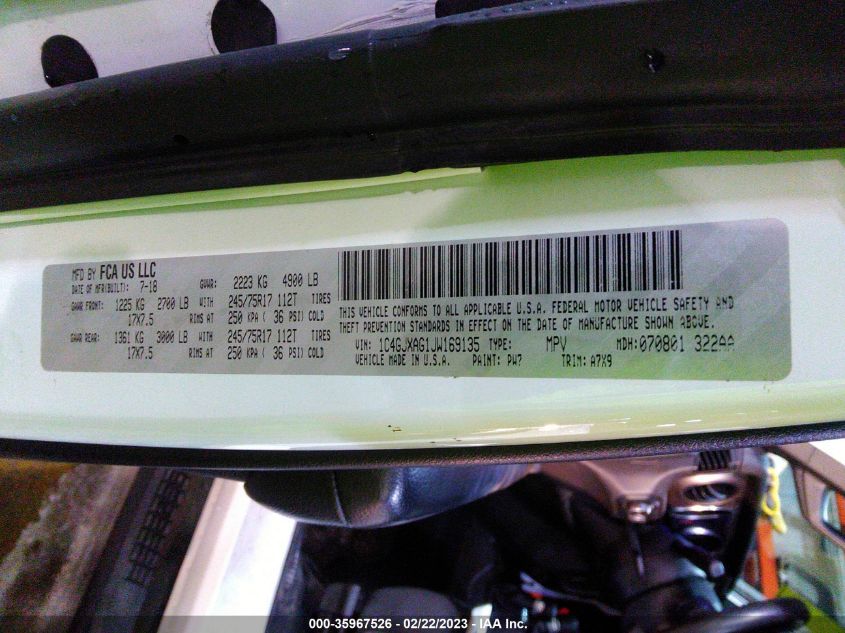 MFD BY FCA US LLC
DATE OF MFR(BUILT): 7-18 GVWR: 2223 KG 4900 LB
GAWR FRONT: 1225 KG 2700 LB WITH 245/75R17 112T TIRES
17X7.5 RIMS AT 250 KPA ( 36 PSI) COLD
GAWR REAR: 1361 KG 3000 LB WITH 245/75R17 112T TIRES
17X7.5 RIMS AT 250 KPA ( 36 PSI) COLD
THIS VEHICLE CONFORMS TO ALL APPLICABLE U.S.A. FEDERAL MOTOR VEHICLE SAFETY AND
THEFT PREVENTION STANDARDS IN EFFECT ON THE DATE OF MANUFACTURE SHOWN ABOVE.
VIN: 1C4GJXAG1JW169135 TYPE: MPV MDH: 070801 322AA
VEHICLE MADE IN U.S.A. PAINT: PW7 TRIM: A7X9
000-35967526 - 02/22/2023 - IAA Inc.